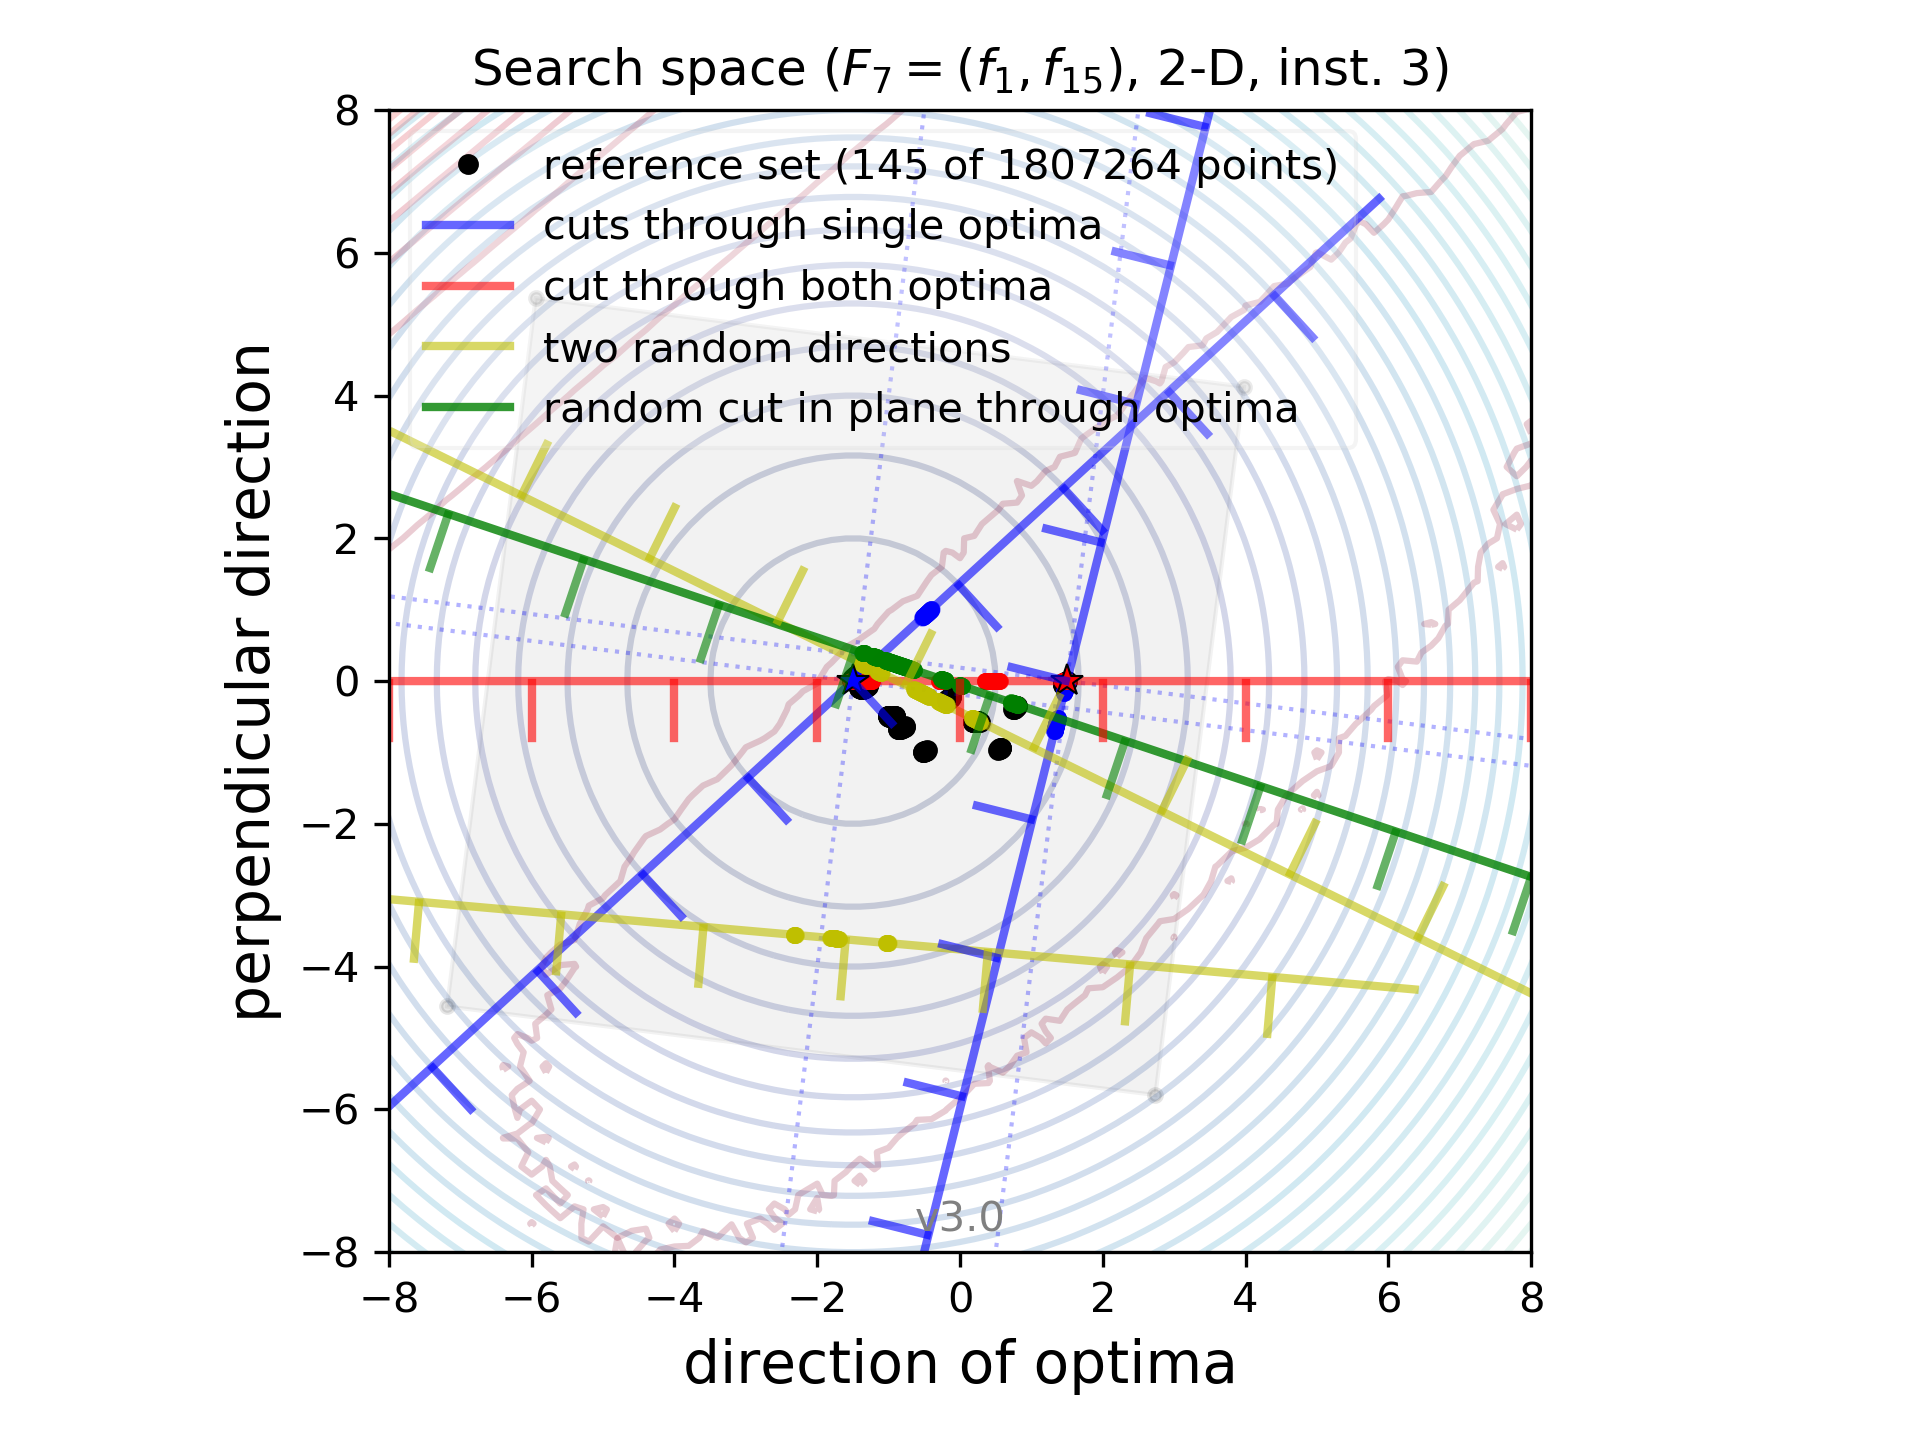 Search space (F₇ = (f₁, f₁₅), 2-D, inst. 3)
reference set (145 of 1807264 points)
cuts through single optima
cut through both optima
two random directions
random cut in plane through optima
8
6
4
2
0
−2
−4
−6
−8
perpendicular direction
v3.0
−8 −6 −4 −2 0 2 4 6 8
direction of optima